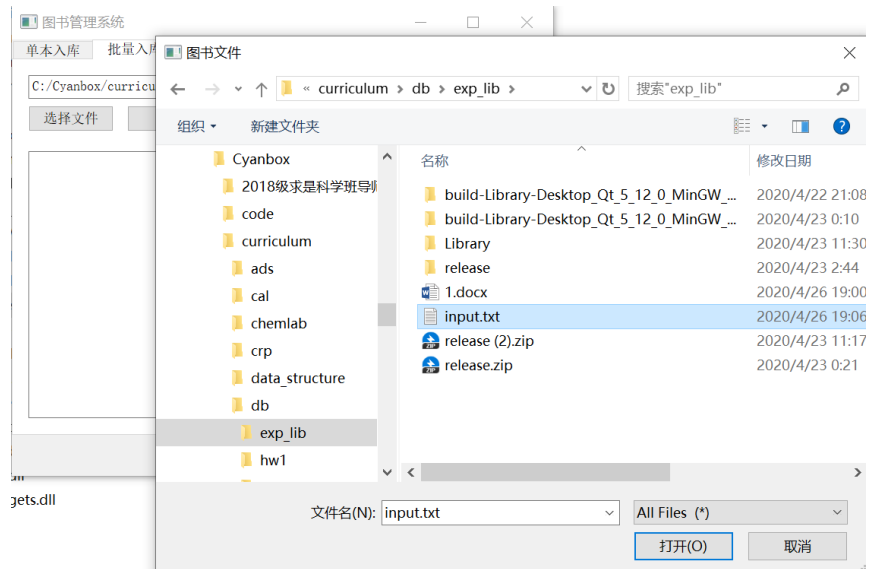 图书管理系统
单本入库 批量入库
C:/Cyanbox/curricu
选择文件
gets.dll
图书文件
« curriculum > db > exp_lib >
搜索"exp_lib"
组织 新建文件夹
Cyanbox
2018级求是科学班导师
code
curriculum
ads
cal
chemlab
crp
data_structure
db
exp_lib
hw1
名称 修改日期
build-Library-Desktop_Qt_5_12_0_MinGW_... 2020/4/22 21:08
build-Library-Desktop_Qt_5_12_0_MinGW_... 2020/4/23 0:10
Library 2020/4/23 11:30
release 2020/4/23 2:44
1.docx 2020/4/26 19:00
input.txt 2020/4/26 19:06
release (2).zip 2020/4/23 11:17
release.zip 2020/4/23 0:21
文件名(N): input.txt All Files (*)
打开(O) 取消